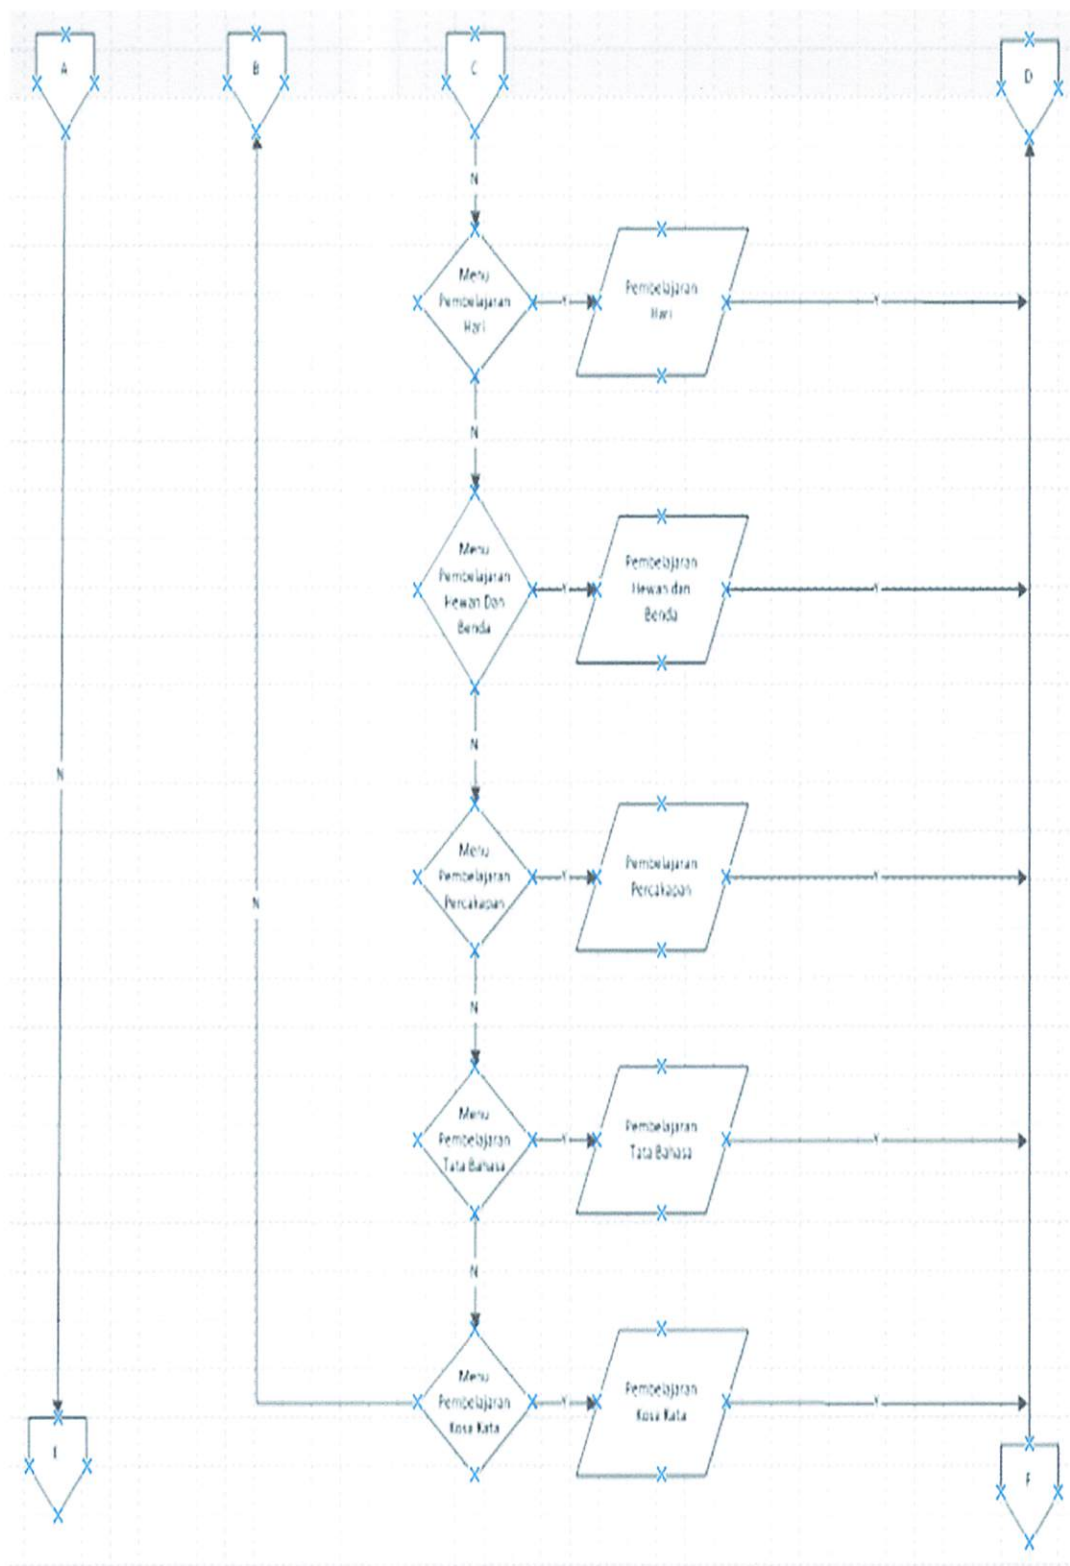 A
B
C
D
N
Menu
Pembelajaran
Hari
Y
Pembelajaran
Hari
Y
N
Menu
Pembelajaran
Hewan Dan
Benda
Y
Pembelajaran
Hewan dan
Benda
Y
N
N
Menu
Pembelajaran
Percakapan
Y
Pembelajaran
Percakapan
Y
N
N
Menu
Pembelajaran
Tata Bahasa
Y
Pembelajaran
Tata Bahasa
Y
N
Menu
Pembelajaran
Kosa Kata
Y
Pembelajaran
Kosa Kata
Y
F